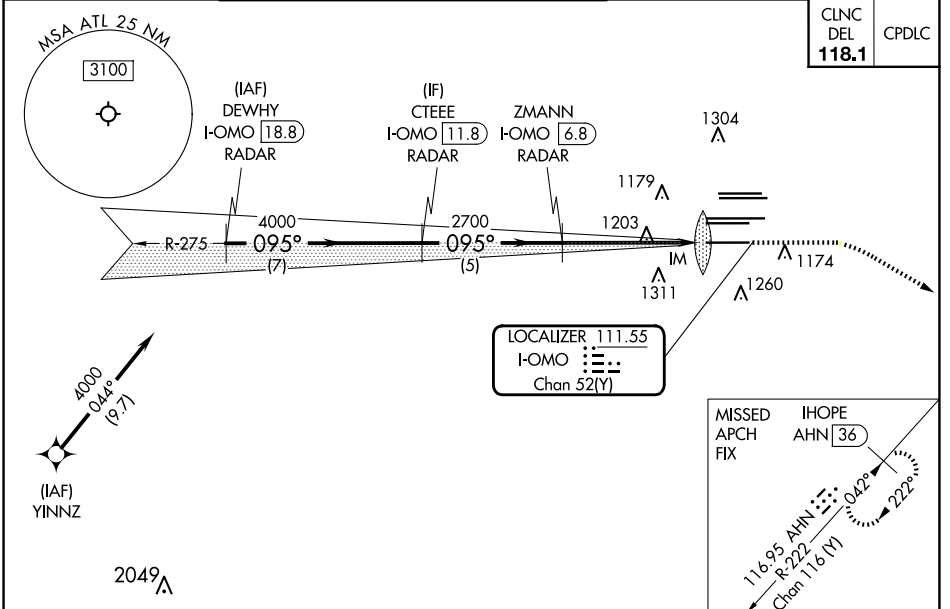 MSA ATL 25 NM
3100
CLNC
DEL
118.1
CPDLC
(IAF)
DEWHY
I-OMO 18.8
RADAR
(IF)
CTEEE
I-OMO 11.8
RADAR
ZMANN
I-OMO 6.8
RADAR
1304
1179
1203
4000
2700
R-275
095°
095°
(7)
(5)
IM
1174
1311
1260
LOCALIZER 111.55
I-OMO
Chan 52(Y)
4000
044°
(9.7)
(IAF)
YINNZ
2049
MISSED
APCH
FIX
IHOPE
AHN 36
042°
222°
116.95 AHN
R-222
Chan 116 (Y)